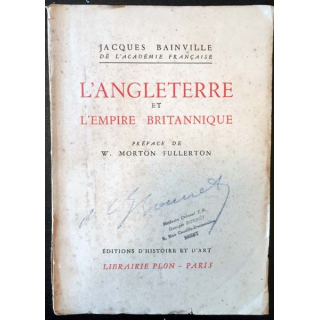 JACQUES BAINVILLE
DE L'ACADÉMIE FRANÇAISE
L'ANGLETERRE
ET
L'EMPIRE BRITANNIQUE
PRÉFACE DE
W. MORTON FULLERTON
ÉDITIONS D'HISTOIRE ET D'ART
LIBRAIRIE PLON - PARIS